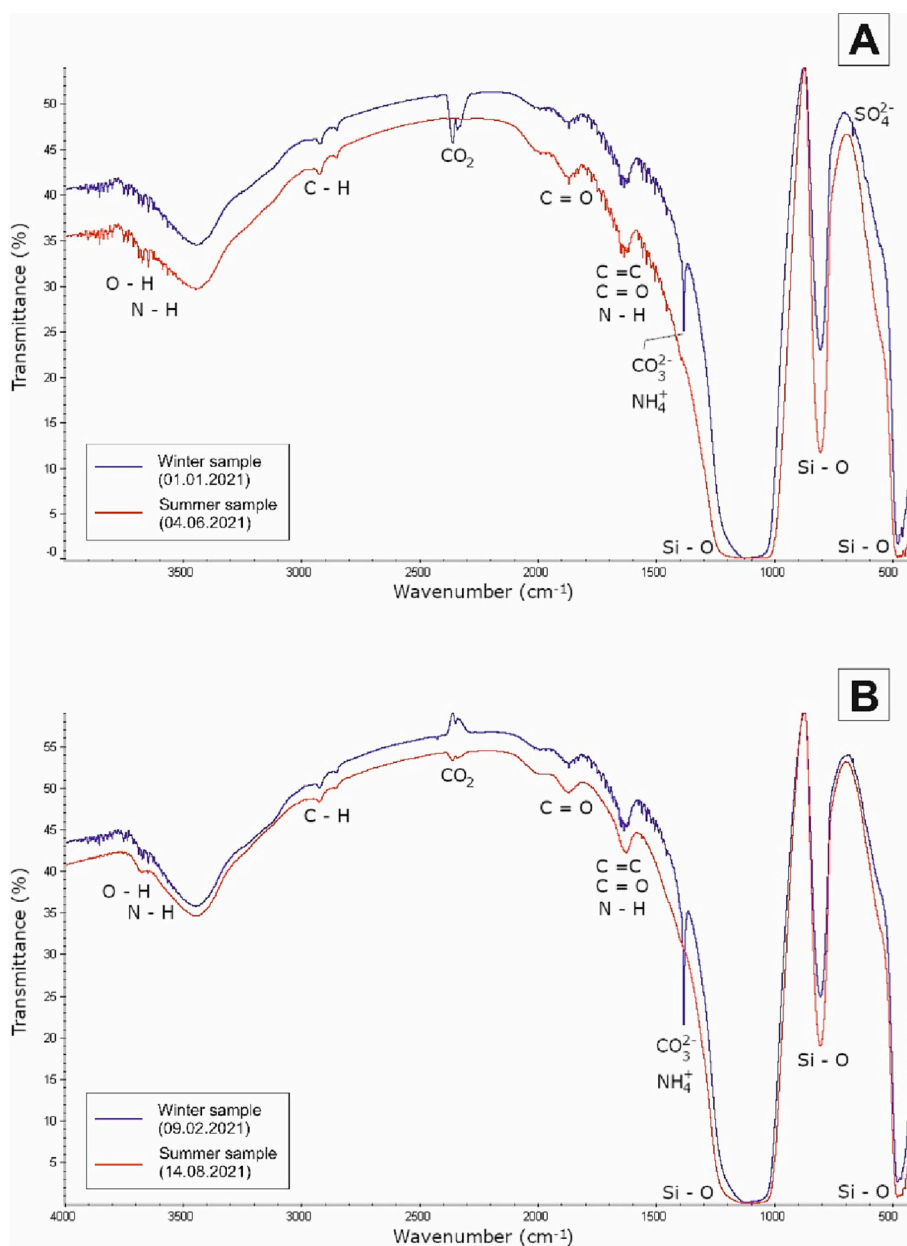 A
50
45
40
35
30
25
20
15
10
5
-0
Transmittance (%)
O - H
N - H
C - H
CO₂
C = O
C =C
C = O
N - H
CO₃²⁻
NH₄⁺
SO₄²⁻
Si - O
Si - O
Si - O
Winter sample
(01.01.2021)
Summer sample
(04.06.2021)
3500 3000 2500 2000 1500 1000 500
Wavenumber (cm⁻¹)
B
55
50
45
40
35
30
25
20
15
10
5
Transmittance (%)
O - H
N - H
C - H
CO₂
C = O
C =C
C = O
N - H
CO₃²⁻
NH₄⁺
Si - O
Si - O
Si - O
Winter sample
(09.02.2021)
Summer sample
(14.08.2021)
4000 3500 3000 2500 2000 1500 1000 500
Wavenumber (cm⁻¹)